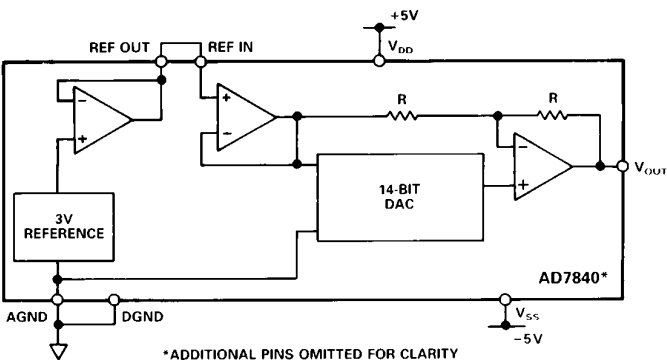 +5V
REF OUT REF IN V_DD
R R
- + + - - +
3V
REFERENCE
14-BIT
DAC
V_OUT
AD7840*
AGND DGND V_SS
-5V
*ADDITIONAL PINS OMITTED FOR CLARITY